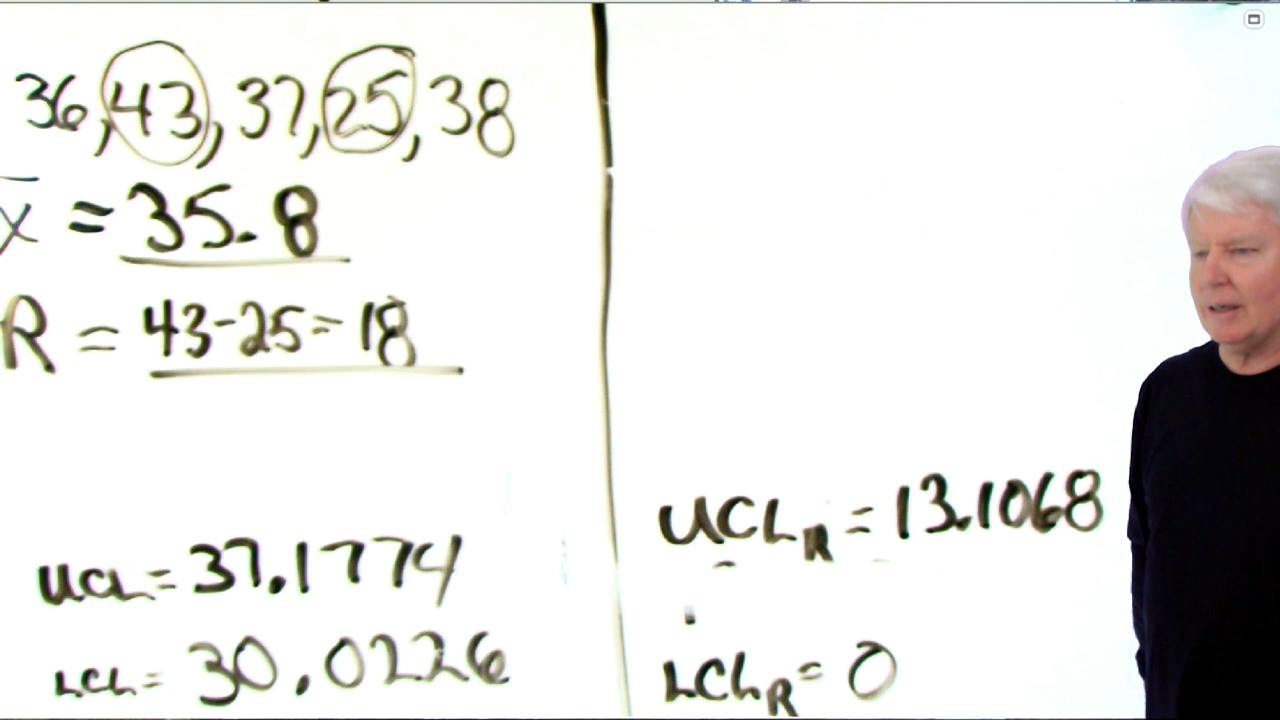 36, 43, 37, 25, 38
x̄ = 35.8
R = 43-25=18
UCL= 37.1774
LCL= 30.0226
UCLR = 13.1068
LCLR= 0